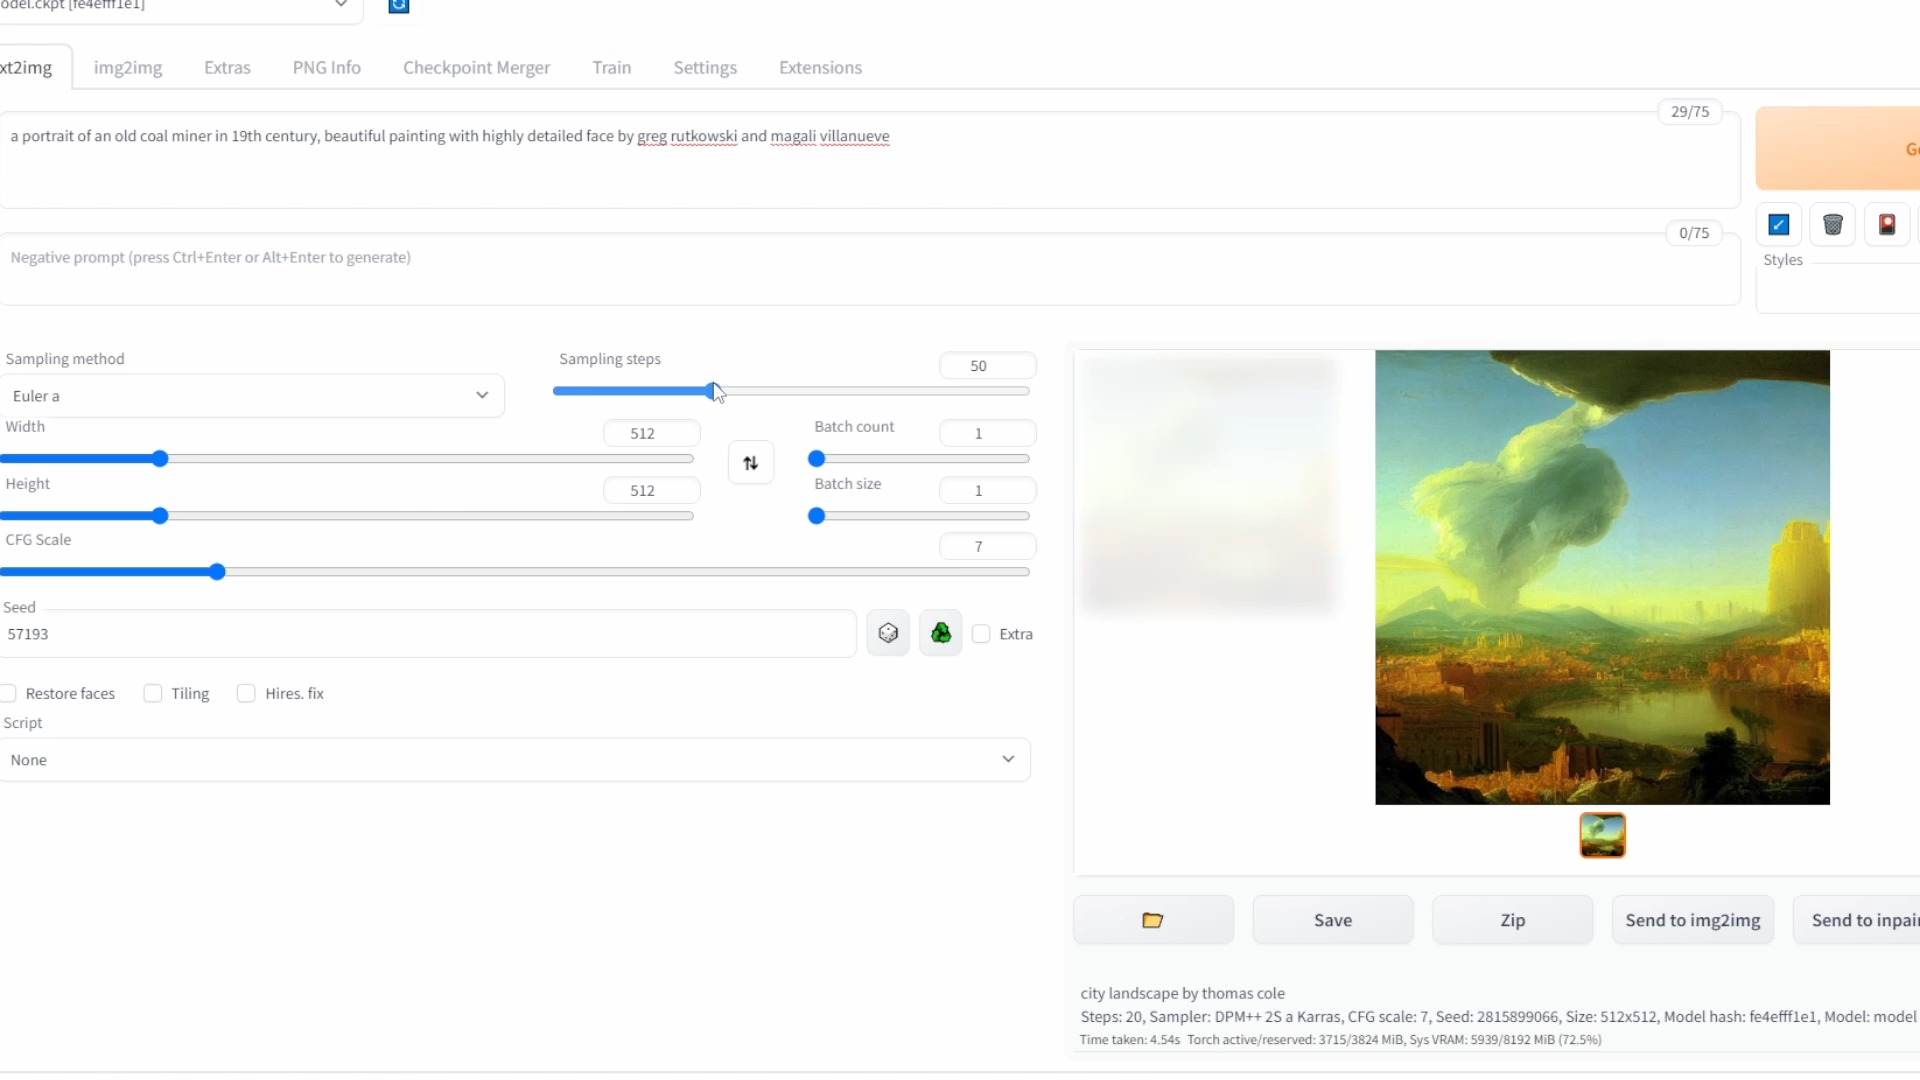 odel.ckpt [fe4efff1e1]
xt2img img2img Extras PNG Info Checkpoint Merger Train Settings Extensions
29/75
a portrait of an old coal miner in 19th century, beautiful painting with highly detailed face by greg rutkowski and magali villanueve
Ge
0/75
Negative prompt (press Ctrl+Enter or Alt+Enter to generate)
Styles
Sampling method
Euler a
Sampling steps
50
Width
512
Batch count
1
Height
512
Batch size
1
CFG Scale
7
Seed
57193
Extra
Restore faces Tiling Hires. fix
Script
None
Save Zip Send to img2img Send to inpai
city landscape by thomas cole
Steps: 20, Sampler: DPM++ 2S a Karras, CFG scale: 7, Seed: 2815899066, Size: 512x512, Model hash: fe4efff1e1, Model: model
Time taken: 4.54s Torch active/reserved: 3715/3824 MiB, Sys VRAM: 5939/8192 MiB (72.5%)